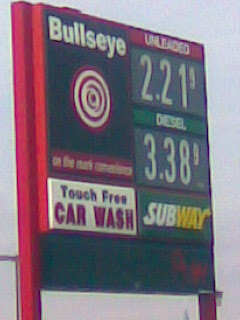 Bullseye
UNLEADED
2.21 9
DIESEL
3.38 9
on the mark convenience
Touch Free
CAR WASH
SUBWAY